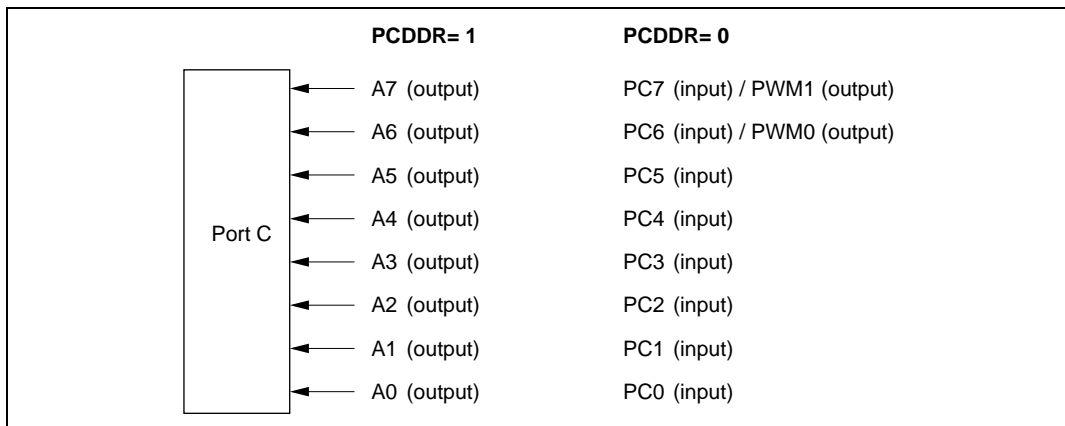 PCDDR= 1 PCDDR= 0
A7 (output) PC7 (input) / PWM1 (output)
A6 (output) PC6 (input) / PWM0 (output)
A5 (output) PC5 (input)
A4 (output) PC4 (input)
Port C
A3 (output) PC3 (input)
A2 (output) PC2 (input)
A1 (output) PC1 (input)
A0 (output) PC0 (input)